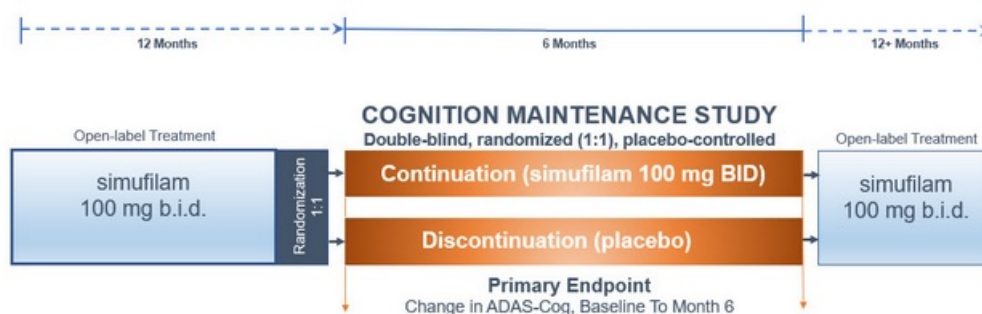 12 Months
6 Months
12+ Months
COGNITION MAINTENANCE STUDY
Double-blind, randomized (1:1), placebo-controlled
Open-label Treatment
simufilam
100 mg b.i.d.
Randomization
1:1
Continuation (simufilam 100 mg BID)
Discontinuation (placebo)
Open-label Treatment
simufilam
100 mg b.i.d.
Primary Endpoint
Change in ADAS-Cog, Baseline To Month 6